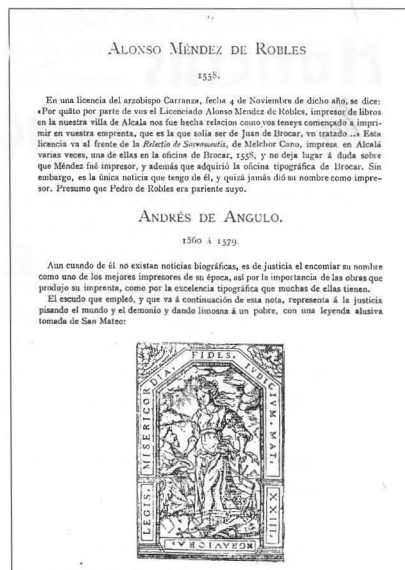 ALONSO MÉNDEZ DE ROBLES
1558.
En una licencia del arzobispo Carranza, fecha 4 de Noviembre de dicho año, se dice:
«Por quãto por parte de vos el Licenciado Alonso Mendez de Robles, impresor de libros
en la nuestra villa de Alcala nos fue hecha relacion como vos teneys començado a impri-
mir en vuestra emprenta, que es la que solia ser de Juan de Brocar, vn tratado...» Esta
licencia va al frente de la Relectio de Sacramentis, de Melchor Cano, impresa en Alcalá
varias veces, una de ellas en la oficina de Brocar, 1558, y no deja lugar á duda sobre
que Méndez fué impresor, y además que adquirió la oficina tipográfica de Brocar. Sin
embargo, es la única noticia que tengo de él, y quizá jamás dió su nombre como impre-
sor. Presumo que Pedro de Robles era pariente suyo.
ANDRÉS DE ANGULO.
1560 á 1579.
Aun cuando de él no existan noticias biográficas, es de justicia el encomiar su nombre
como uno de los mejores impresores de su época, así por la importancia de las obras que
produjo su imprenta, como por la excelencia tipográfica que muchas de ellas tienen.
El escudo que empleó, y que vá á continuación de esta nota, representa á la justicia
pisando el mundo y el demonio y dando limosna á un pobre, con una leyenda alusiva
tomada de San Mateo:
LEGIS. MISERICORDIA. FIDES. IVDICIVM. MAT. XXIII.
GRAVIORA.